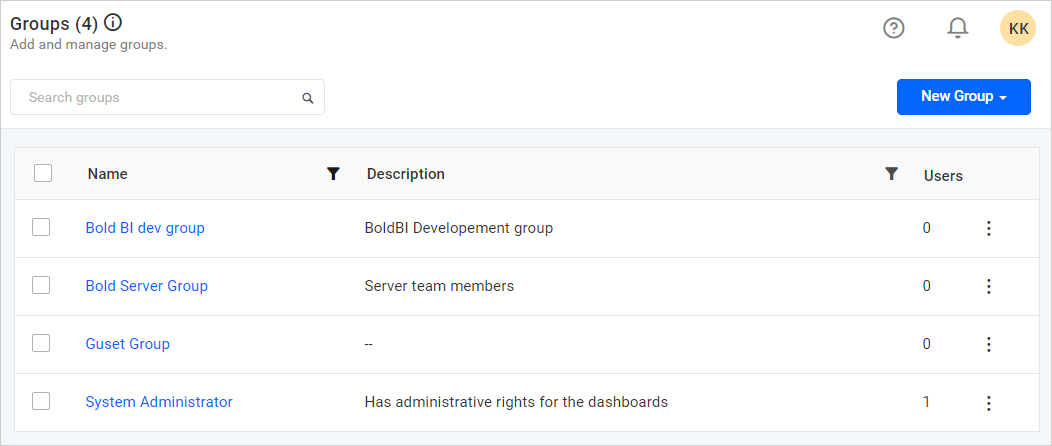 Groups (4)
Add and manage groups.
KK
Search groups
New Group
Name Description Users
Bold BI dev group BoldBI Developement group 0
Bold Server Group Server team members 0
Guset Group -- 0
System Administrator Has administrative rights for the dashboards 1